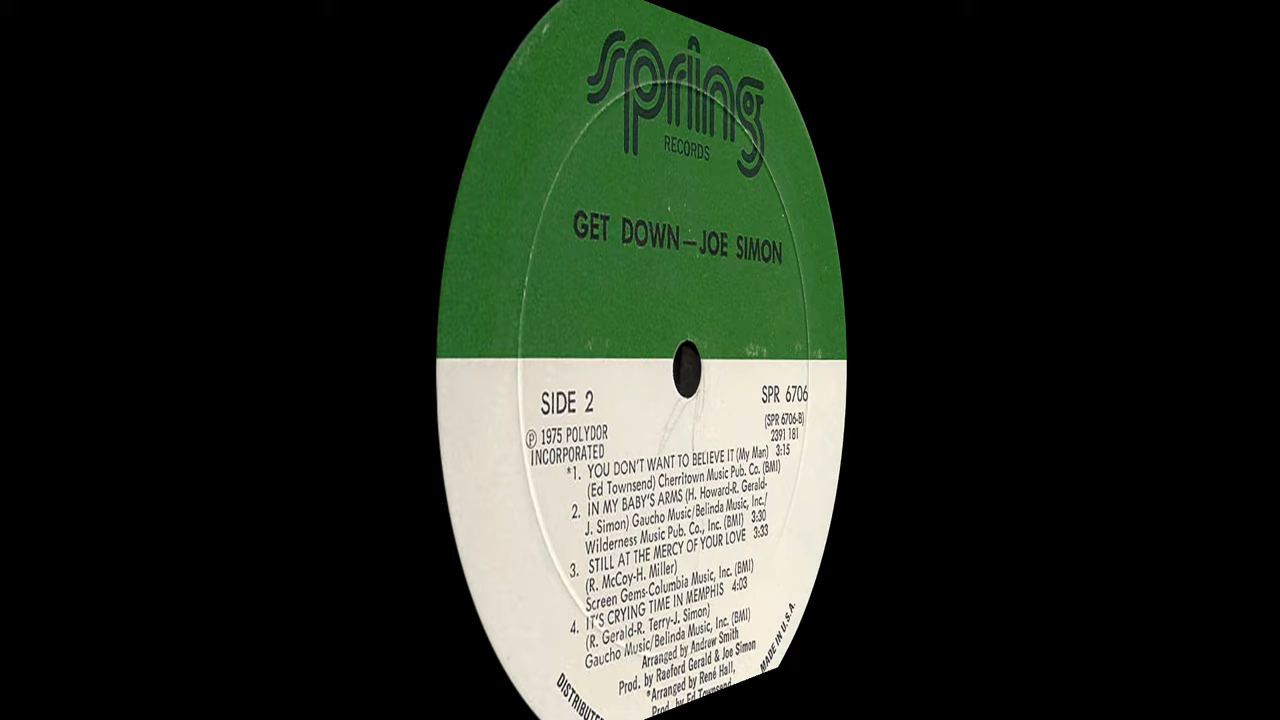 spring
RECORDS
GET DOWN—JOE SIMON
SIDE 2
SPR 6706
(SPR 6706-B)
2391 181
Ⓟ 1975 POLYDOR
INCORPORATED
*1. YOU DON'T WANT TO BELIEVE IT (My Man) 3:15
(Ed Townsend) Cherritown Music Pub. Co. (BMI)
2. IN MY BABY'S ARMS (H. Howard-R. Gerald-
J. Simon) Gaucho Music/Belinda Music, Inc./
Wilderness Music Pub. Co., Inc. (BMI) 3:30
3. STILL AT THE MERCY OF YOUR LOVE 3:33
(R. McCoy-H. Miller)
Screen Gems-Columbia Music, Inc. (BMI)
4. IT'S CRYING TIME IN MEMPHIS 4:03
(R. Gerald-R. Terry-J. Simon)
Gaucho Music/Belinda Music, Inc. (BMI)
Arranged by Andrew Smith
Prod. by Raeford Gerald & Joe Simon
*Arranged by René Hall,
Prod. by Ed Townsend
DISTRIBUTE
MADE IN U.S.A.